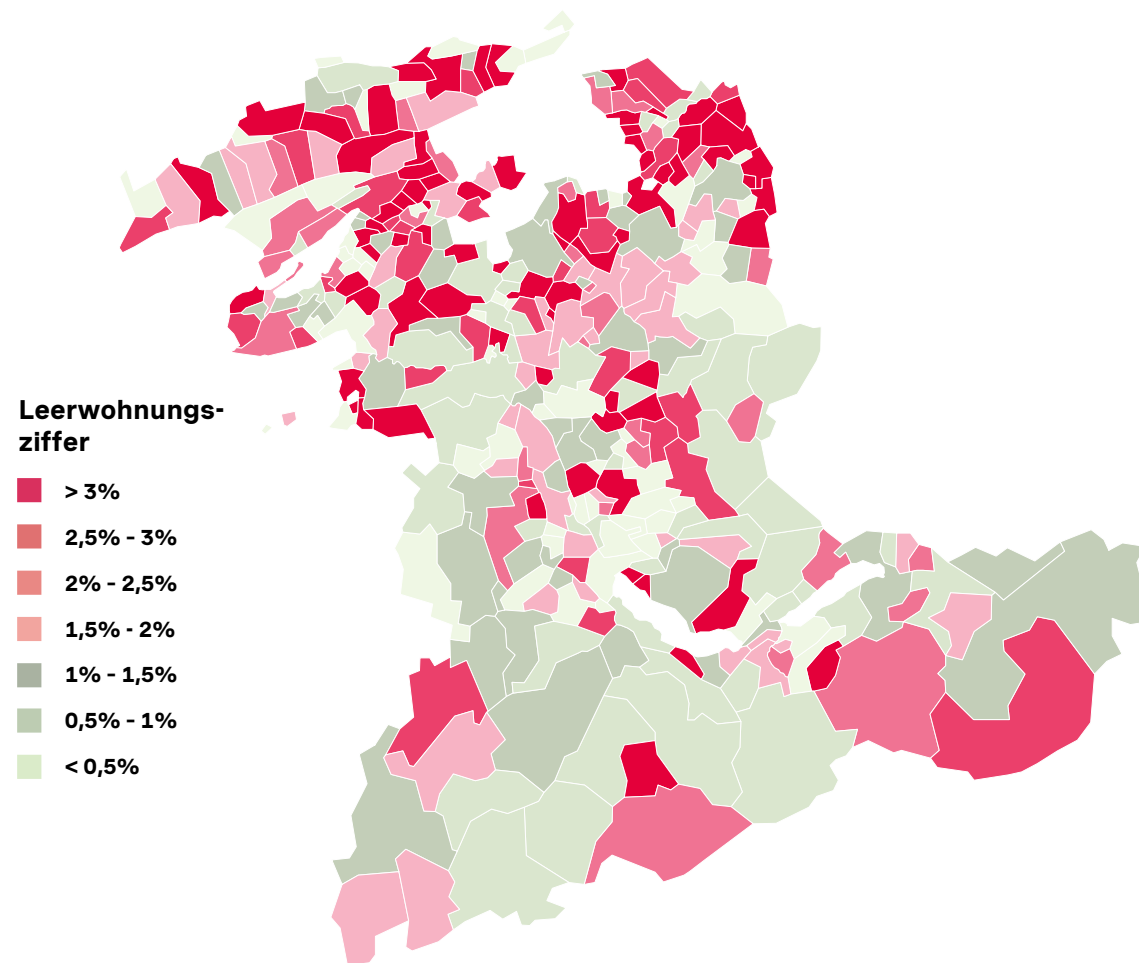 Leerwohnungs-
ziffer
> 3%
2,5% - 3%
2% - 2,5%
1,5% - 2%
1% - 1,5%
0,5% - 1%
< 0,5%